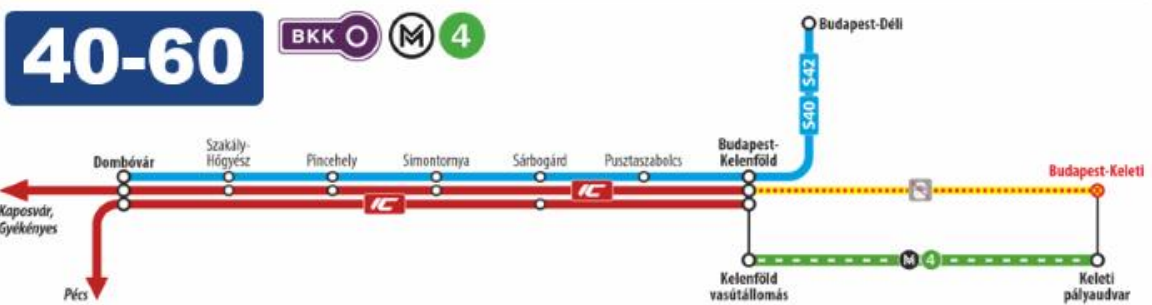 40-60
BKK
M
4
Budapest-Déli
S42
S40
Dombóvár
Szakály-
Hőgyész
Pincehely
Simontornya
Sárbogárd
Pusztaszabolcs
Budapest-
Kelenföld
Budapest-Keleti
IC
IC
Kaposvár,
Gyékényes
Pécs
M
4
Kelenföld
vasútállomás
Keleti
pályaudvar